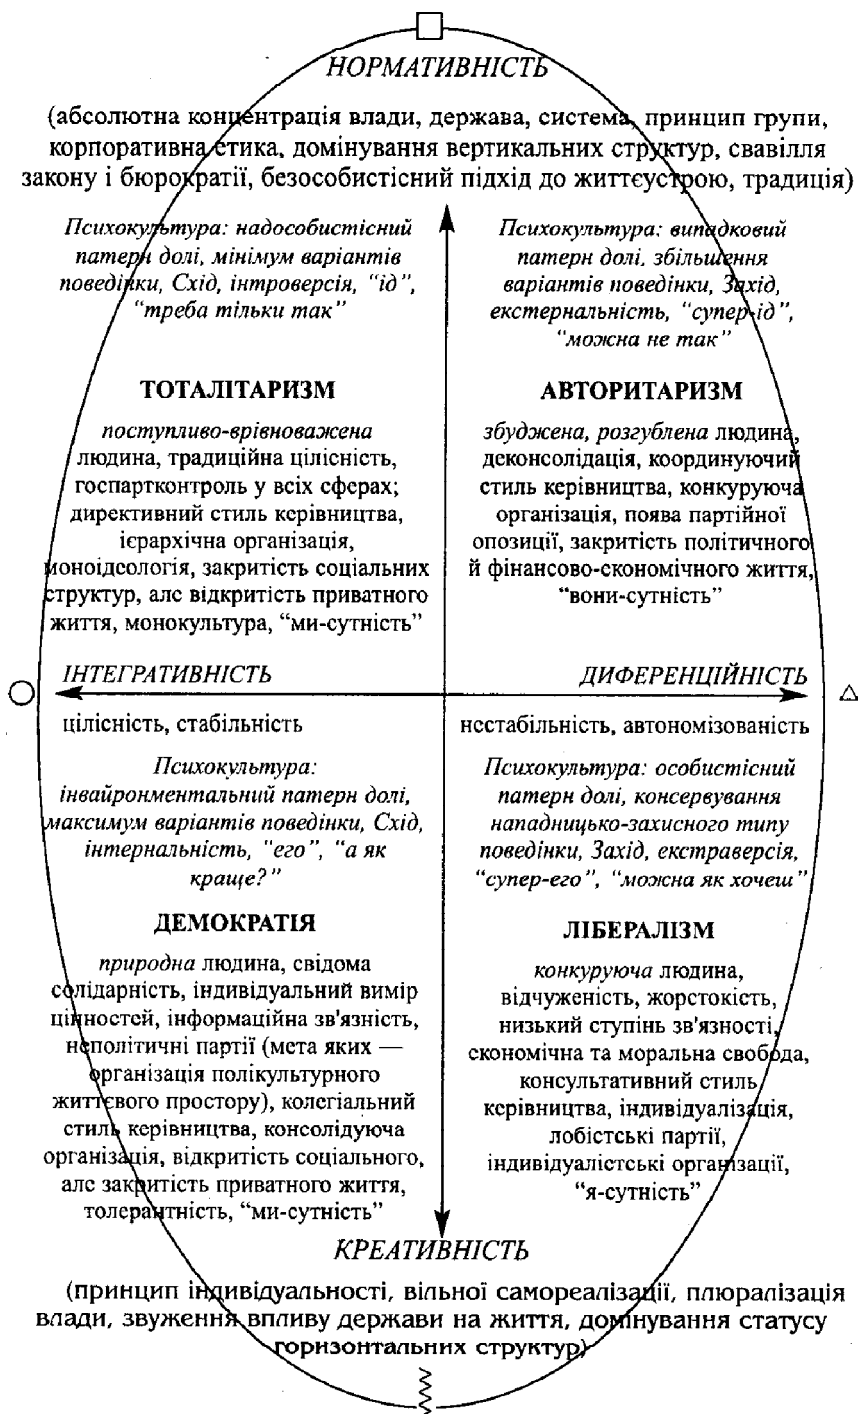 НОРМАТИВНІСТЬ
(абсолютна концентрація влади, держава, система, принцип групи,
корпоративна етика, домінування вертикальних структур, свавілля
закону і бюрократії, безособистісний підхід до життєустрою, традиція)
Психокультура: надособистісний
патерн долі, мінімум варіантів
поведінки, Схід, інтроверсія, “ід”,
“треба тільки так”
Психокультура: випадковий
патерн долі, збільшення
варіантів поведінки, Захід,
екстернальність, “супер-ід”,
“можна не так”
ТОТАЛІТАРИЗМ
поступливо-врівноважена
людина, традиційна цілісність,
госпартконтроль у всіх сферах;
директивний стиль керівництва,
ієрархічна організація,
моноідеологія, закритість соціальних
структур, але відкритість приватного
життя, монокультура, “ми-сутність”
АВТОРИТАРИЗМ
збуджена, розгублена людина,
деконсолідація, координуючий
стиль керівництва, конкуруюча
організація, поява партійної
опозиції, закритість політичного
й фінансово-економічного життя,
“вони-сутність”
ІНТЕГРАТИВНІСТЬ
ДИФЕРЕНЦІЙНІСТЬ
цілісність, стабільність
нестабільність, автономізованість
Психокультура:
інвайронментальний патерн долі,
максимум варіантів поведінки, Схід,
інтернальність, “его”, “а як
краще?”
Психокультура: особистісний
патерн долі, консервування
нападницько-захисного типу
поведінки, Захід, екстраверсія,
“супер-его”, “можна як хочеш”
ДЕМОКРАТІЯ
природна людина, свідома
солідарність, індивідуальний вимір
цінностей, інформаційна зв'язність,
неполітичні партії (мета яких —
організація полікультурного
життєвого простору), колегіальний
стиль керівництва, консолідуюча
організація, відкритість соціального,
але закритість приватного життя,
толерантність, “ми-сутність”
ЛІБЕРАЛІЗМ
конкуруюча людина,
відчуженість, жорстокість,
низький ступінь зв'язності,
економічна та моральна свобода,
консультативний стиль
керівництва, індивідуалізація,
лобістські партії,
індивідуалістські організації,
“я-сутність”
КРЕАТИВНІСТЬ
(принцип індивідуальності, вільної самореалізації, плюралізація
влади, звуження впливу держави на життя, домінування статусу
горизонтальних структур)